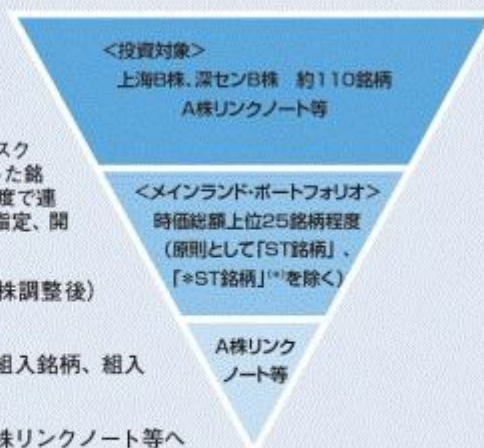 <投資対象>
上海B株、深センB株 約110銘柄
A株リンクノート等
スク
った銘
度で連
指定、開
株調整後)
組入銘柄、組入
株リンクノート等へ
<メインランド・ポートフォリオ>
時価総額上位25銘柄程度
(原則として「ST銘柄」、
「*ST銘柄」(*)を除く)
A株リンク
ノート等